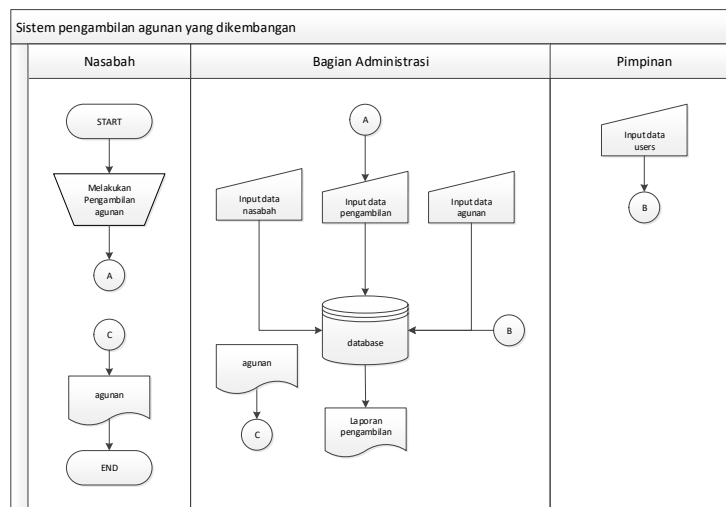 Sistem pengambilan agunan yang dikembangan
Nasabah
Bagian Administrasi
Pimpinan
START
Melakukan
Pengambilan
agunan
A
C
agunan
END
A
Input data
nasabah
Input data
pengambilan
Input data
agunan
database
B
agunan
C
Laporan
pengambilan
Input data
users
B